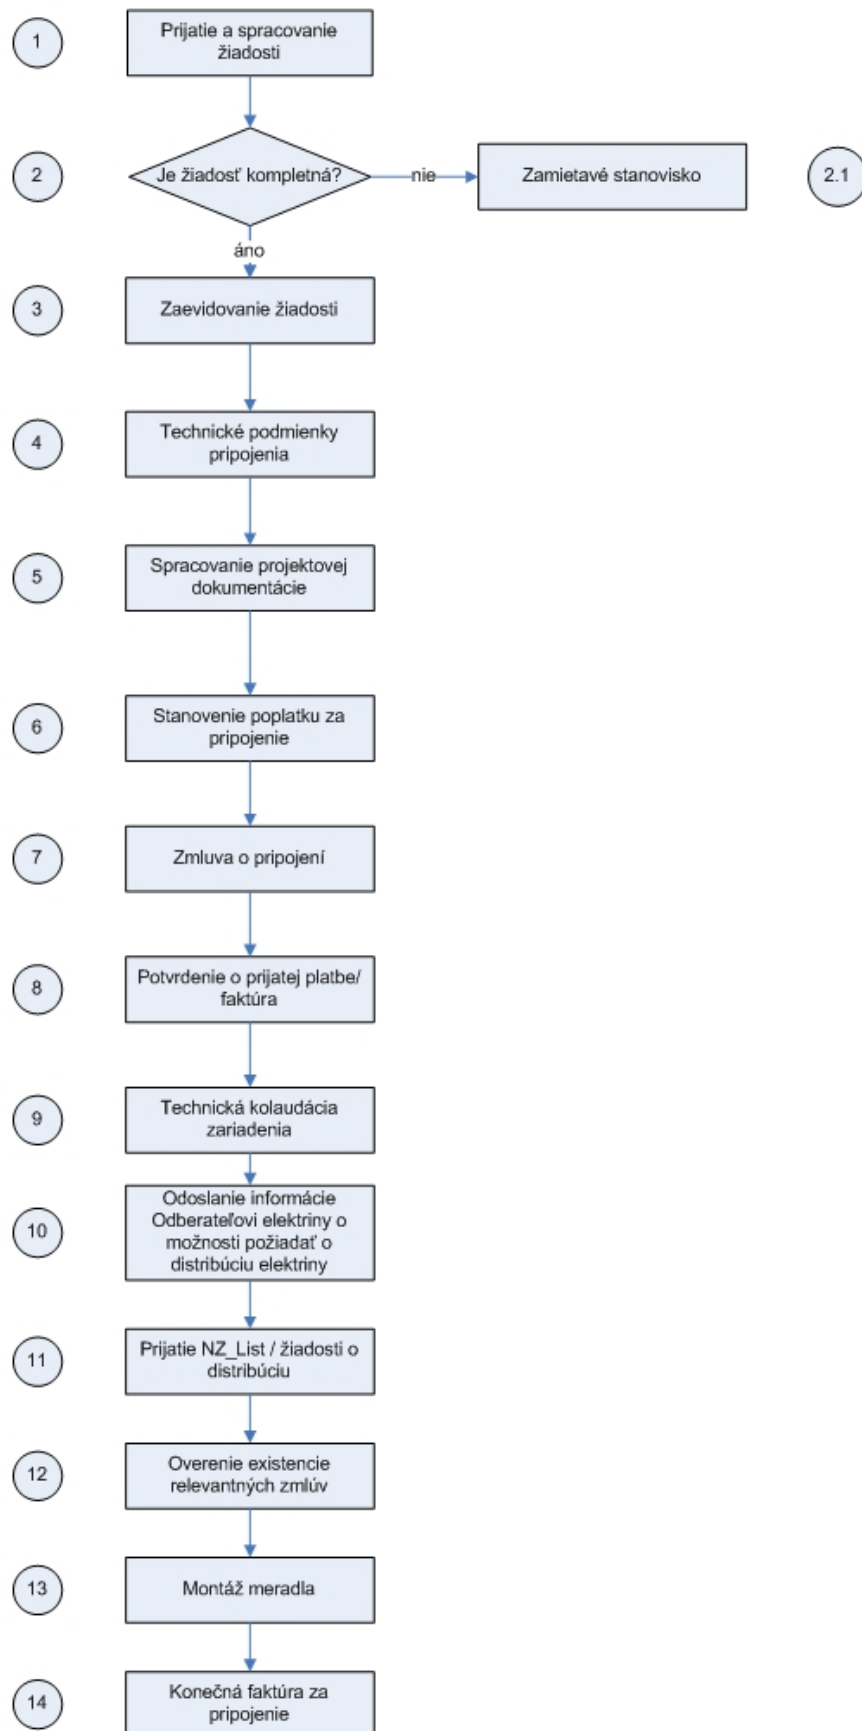 1
Prijatie a spracovanie
žiadosti
2
Je žiadosť kompletná?
nie
Zamietavé stanovisko
2.1
áno
3
Zaevidovanie žiadosti
4
Technické podmienky
pripojenia
5
Spracovanie projektovej
dokumentácie
6
Stanovenie poplatku za
pripojenie
7
Zmluva o pripojení
8
Potvrdenie o prijatej platbe/
faktúra
9
Technická kolaudácia
zariadenia
10
Odoslanie informácie
Odberateľovi elektriny o
možnosti požiadať o
distribúciu elektriny
11
Prijatie NZ_List / žiadosti o
distribúciu
12
Overenie existencie
relevantných zmlúv
13
Montáž meradla
14
Konečná faktúra za
pripojenie